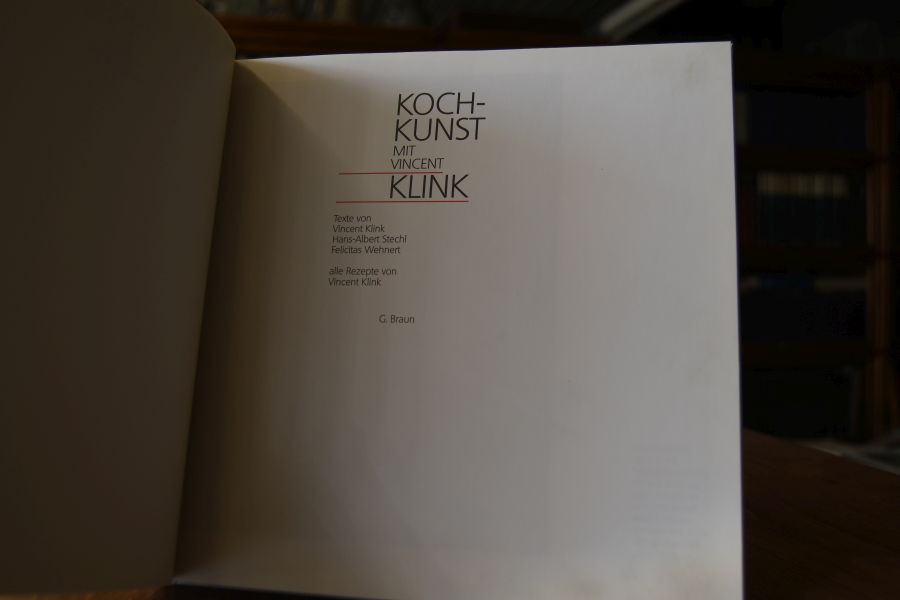 KOCH-
KUNST
MIT
VINCENT
KLINK
Texte von
Vincent Klink
Hans-Albert Stechl
Felicitas Wehnert
alle Rezepte von
Vincent Klink
G. Braun